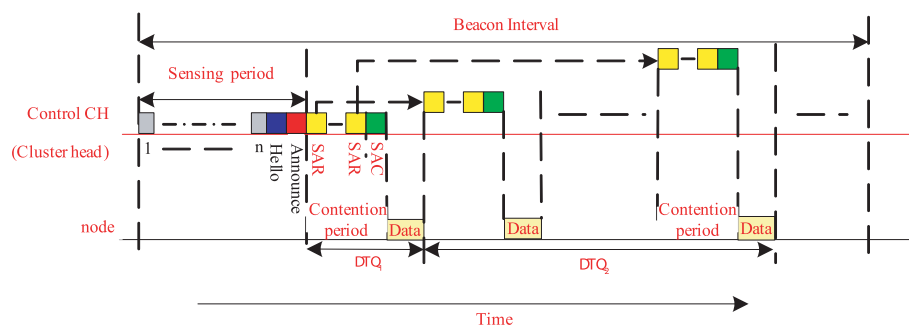 Beacon Interval
Sensing period
Control CH
(Cluster head)
1
n
Hello
Announce
SAR
SAR
SAC
Contention
period
Contention
period
node
Data
Data
Data
DTQ1
DTQ2
Time